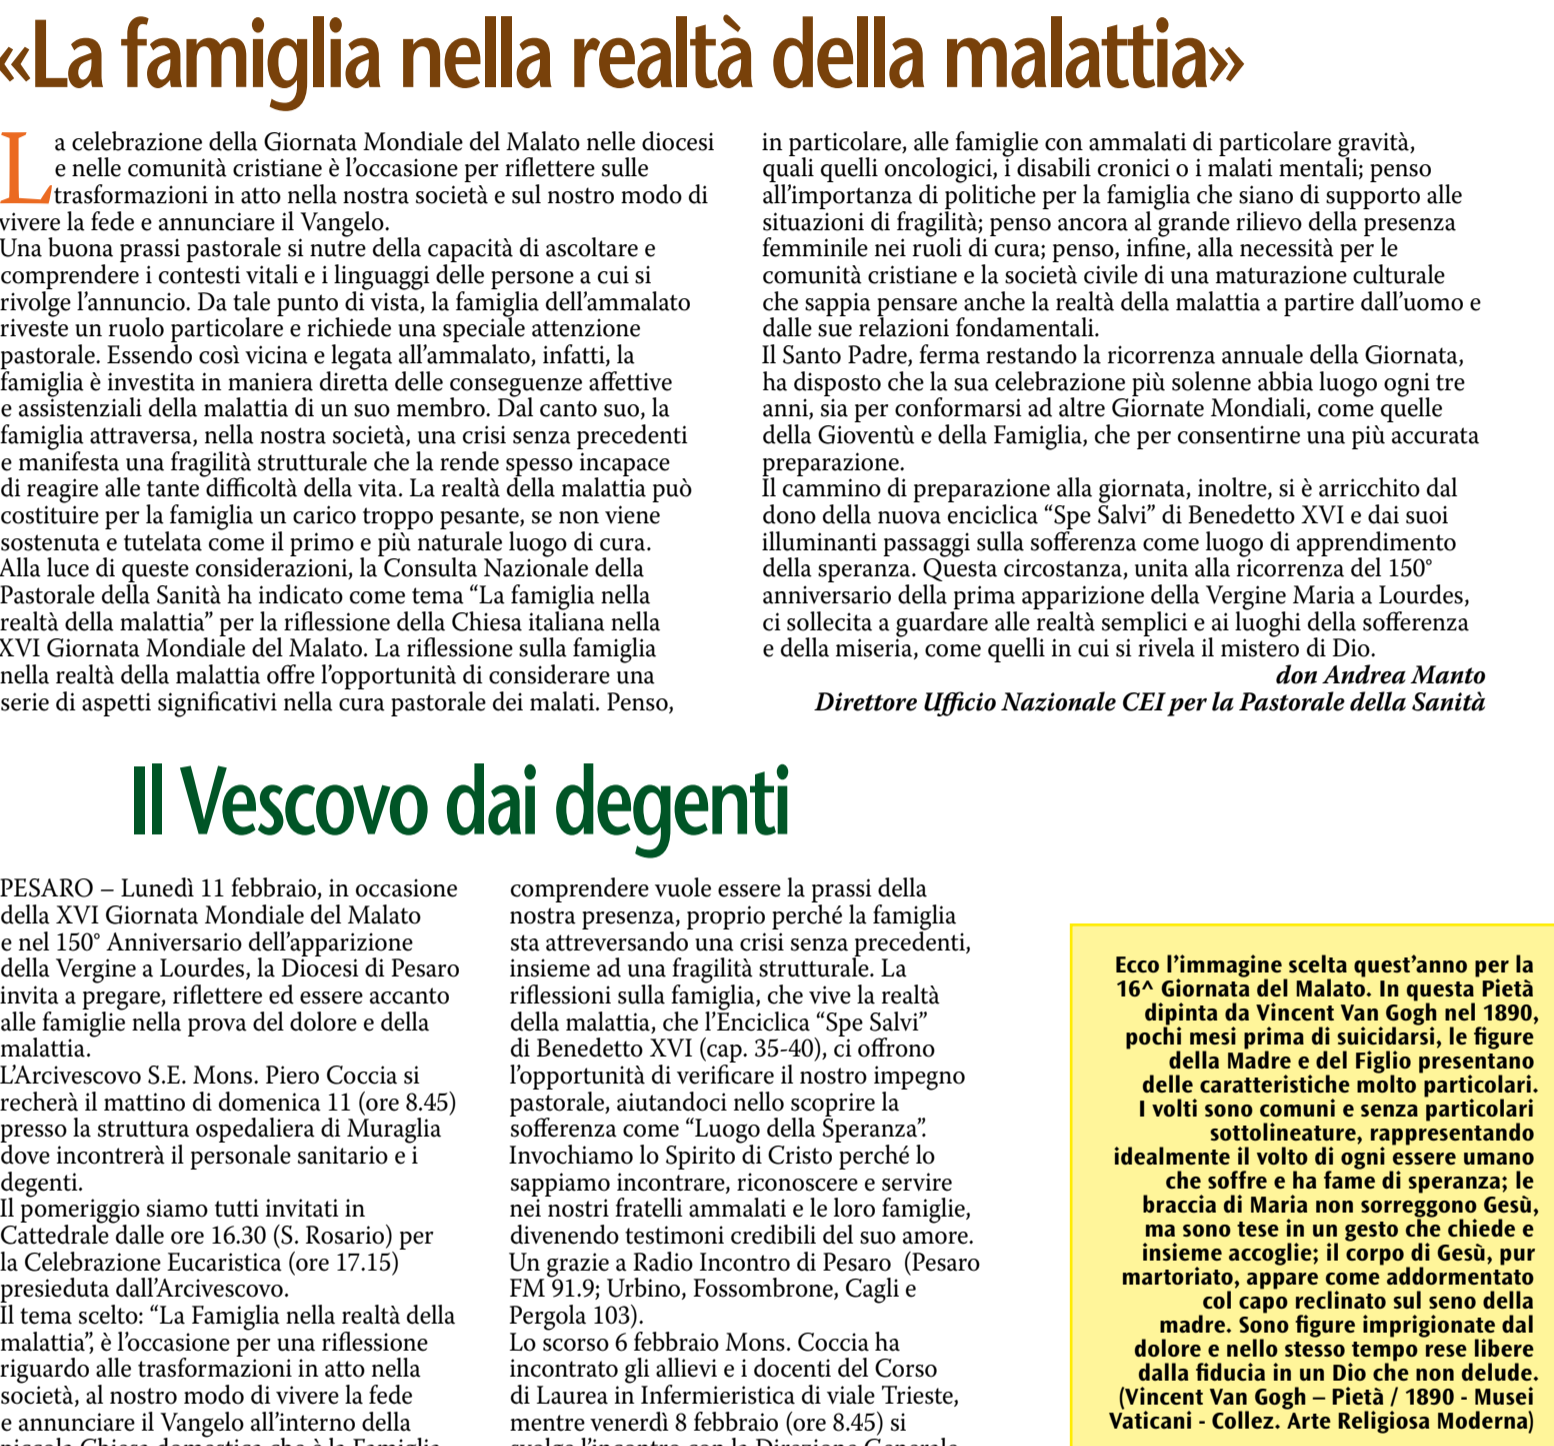 «La famiglia nella realtà della malattia»
La celebrazione della Giornata Mondiale del Malato nelle diocesi
e nelle comunità cristiane è l’occasione per riflettere sulle
trasformazioni in atto nella nostra società e sul nostro modo di
vivere la fede e annunciare il Vangelo.
Una buona prassi pastorale si nutre della capacità di ascoltare e
comprendere i contesti vitali e i linguaggi delle persone a cui si
rivolge l’annuncio. Da tale punto di vista, la famiglia dell’ammalato
riveste un ruolo particolare e richiede una speciale attenzione
pastorale. Essendo così vicina e legata all’ammalato, infatti, la
famiglia è investita in maniera diretta delle conseguenze affettive
e assistenziali della malattia di un suo membro. Dal canto suo, la
famiglia attraversa, nella nostra società, una crisi senza precedenti
e manifesta una fragilità strutturale che la rende spesso incapace
di reagire alle tante difficoltà della vita. La realtà della malattia può
costituire per la famiglia un carico troppo pesante, se non viene
sostenuta e tutelata come il primo e più naturale luogo di cura.
Alla luce di queste considerazioni, la Consulta Nazionale della
Pastorale della Sanità ha indicato come tema “La famiglia nella
realtà della malattia” per la riflessione della Chiesa italiana nella
XVI Giornata Mondiale del Malato. La riflessione sulla famiglia
nella realtà della malattia offre l’opportunità di considerare una
serie di aspetti significativi nella cura pastorale dei malati. Penso,
in particolare, alle famiglie con ammalati di particolare gravità,
quali quelli oncologici, i disabili cronici o i malati mentali; penso
all’importanza di politiche per la famiglia che siano di supporto alle
situazioni di fragilità; penso ancora al grande rilievo della presenza
femminile nei ruoli di cura; penso, infine, alla necessità per le
comunità cristiane e la società civile di una maturazione culturale
che sappia pensare anche la realtà della malattia a partire dall’uomo e
dalle sue relazioni fondamentali.
Il Santo Padre, ferma restando la ricorrenza annuale della Giornata,
ha disposto che la sua celebrazione più solenne abbia luogo ogni tre
anni, sia per conformarsi ad altre Giornate Mondiali, come quelle
della Gioventù e della Famiglia, che per consentirne una più accurata
preparazione.
Il cammino di preparazione alla giornata, inoltre, si è arricchito dal
dono della nuova enciclica “Spe Salvi” di Benedetto XVI e dai suoi
illuminanti passaggi sulla sofferenza come luogo di apprendimento
della speranza. Questa circostanza, unita alla ricorrenza del 150°
anniversario della prima apparizione della Vergine Maria a Lourdes,
ci sollecita a guardare alle realtà semplici e ai luoghi della sofferenza
e della miseria, come quelli in cui si rivela il mistero di Dio.
don Andrea Manto
Direttore Ufficio Nazionale CEI per la Pastorale della Sanità
Il Vescovo dai degenti
PESARO – Lunedì 11 febbraio, in occasione
della XVI Giornata Mondiale del Malato
e nel 150° Anniversario dell’apparizione
della Vergine a Lourdes, la Diocesi di Pesaro
invita a pregare, riflettere ed essere accanto
alle famiglie nella prova del dolore e della
malattia.
L’Arcivescovo S.E. Mons. Piero Coccia si
recherà il mattino di domenica 11 (ore 8.45)
presso la struttura ospedaliera di Muraglia
dove incontrerà il personale sanitario e i
degenti.
Il pomeriggio siamo tutti invitati in
Cattedrale dalle ore 16.30 (S. Rosario) per
la Celebrazione Eucaristica (ore 17.15)
presieduta dall’Arcivescovo.
Il tema scelto: “La Famiglia nella realtà della
malattia”, è l’occasione per una riflessione
riguardo alle trasformazioni in atto nella
società, al nostro modo di vivere la fede
e annunciare il Vangelo all’interno della
piccola Chiesa domestica che è la Famiglia
comprendere vuole essere la prassi della
nostra presenza, proprio perché la famiglia
sta attreversando una crisi senza precedenti,
insieme ad una fragilità strutturale. La
riflessioni sulla famiglia, che vive la realtà
della malattia, che l’Enciclica “Spe Salvi”
di Benedetto XVI (cap. 35-40), ci offrono
l’opportunità di verificare il nostro impegno
pastorale, aiutandoci nello scoprire la
sofferenza come “Luogo della Speranza”.
Invochiamo lo Spirito di Cristo perché lo
sappiamo incontrare, riconoscere e servire
nei nostri fratelli ammalati e le loro famiglie,
divenendo testimoni credibili del suo amore.
Un grazie a Radio Incontro di Pesaro (Pesaro
FM 91.9; Urbino, Fossombrone, Cagli e
Pergola 103).
Lo scorso 6 febbraio Mons. Coccia ha
incontrato gli allievi e i docenti del Corso
di Laurea in Infermieristica di viale Trieste,
mentre venerdì 8 febbraio (ore 8.45) si
svolge l’incontro con la Direzione Generale
Ecco l’immagine scelta quest’anno per la
16^ Giornata del Malato. In questa Pietà
dipinta da Vincent Van Gogh nel 1890,
pochi mesi prima di suicidarsi, le figure
della Madre e del Figlio presentano
delle caratteristiche molto particolari.
I volti sono comuni e senza particolari
sottolineature, rappresentando
idealmente il volto di ogni essere umano
che soffre e ha fame di speranza; le
braccia di Maria non sorreggono Gesù,
ma sono tese in un gesto che chiede e
insieme accoglie; il corpo di Gesù, pur
martoriato, appare come addormentato
col capo reclinato sul seno della
madre. Sono figure imprigionate dal
dolore e nello stesso tempo rese libere
dalla fiducia in un Dio che non delude.
(Vincent Van Gogh – Pietà / 1890 - Musei
Vaticani - Collez. Arte Religiosa Moderna)